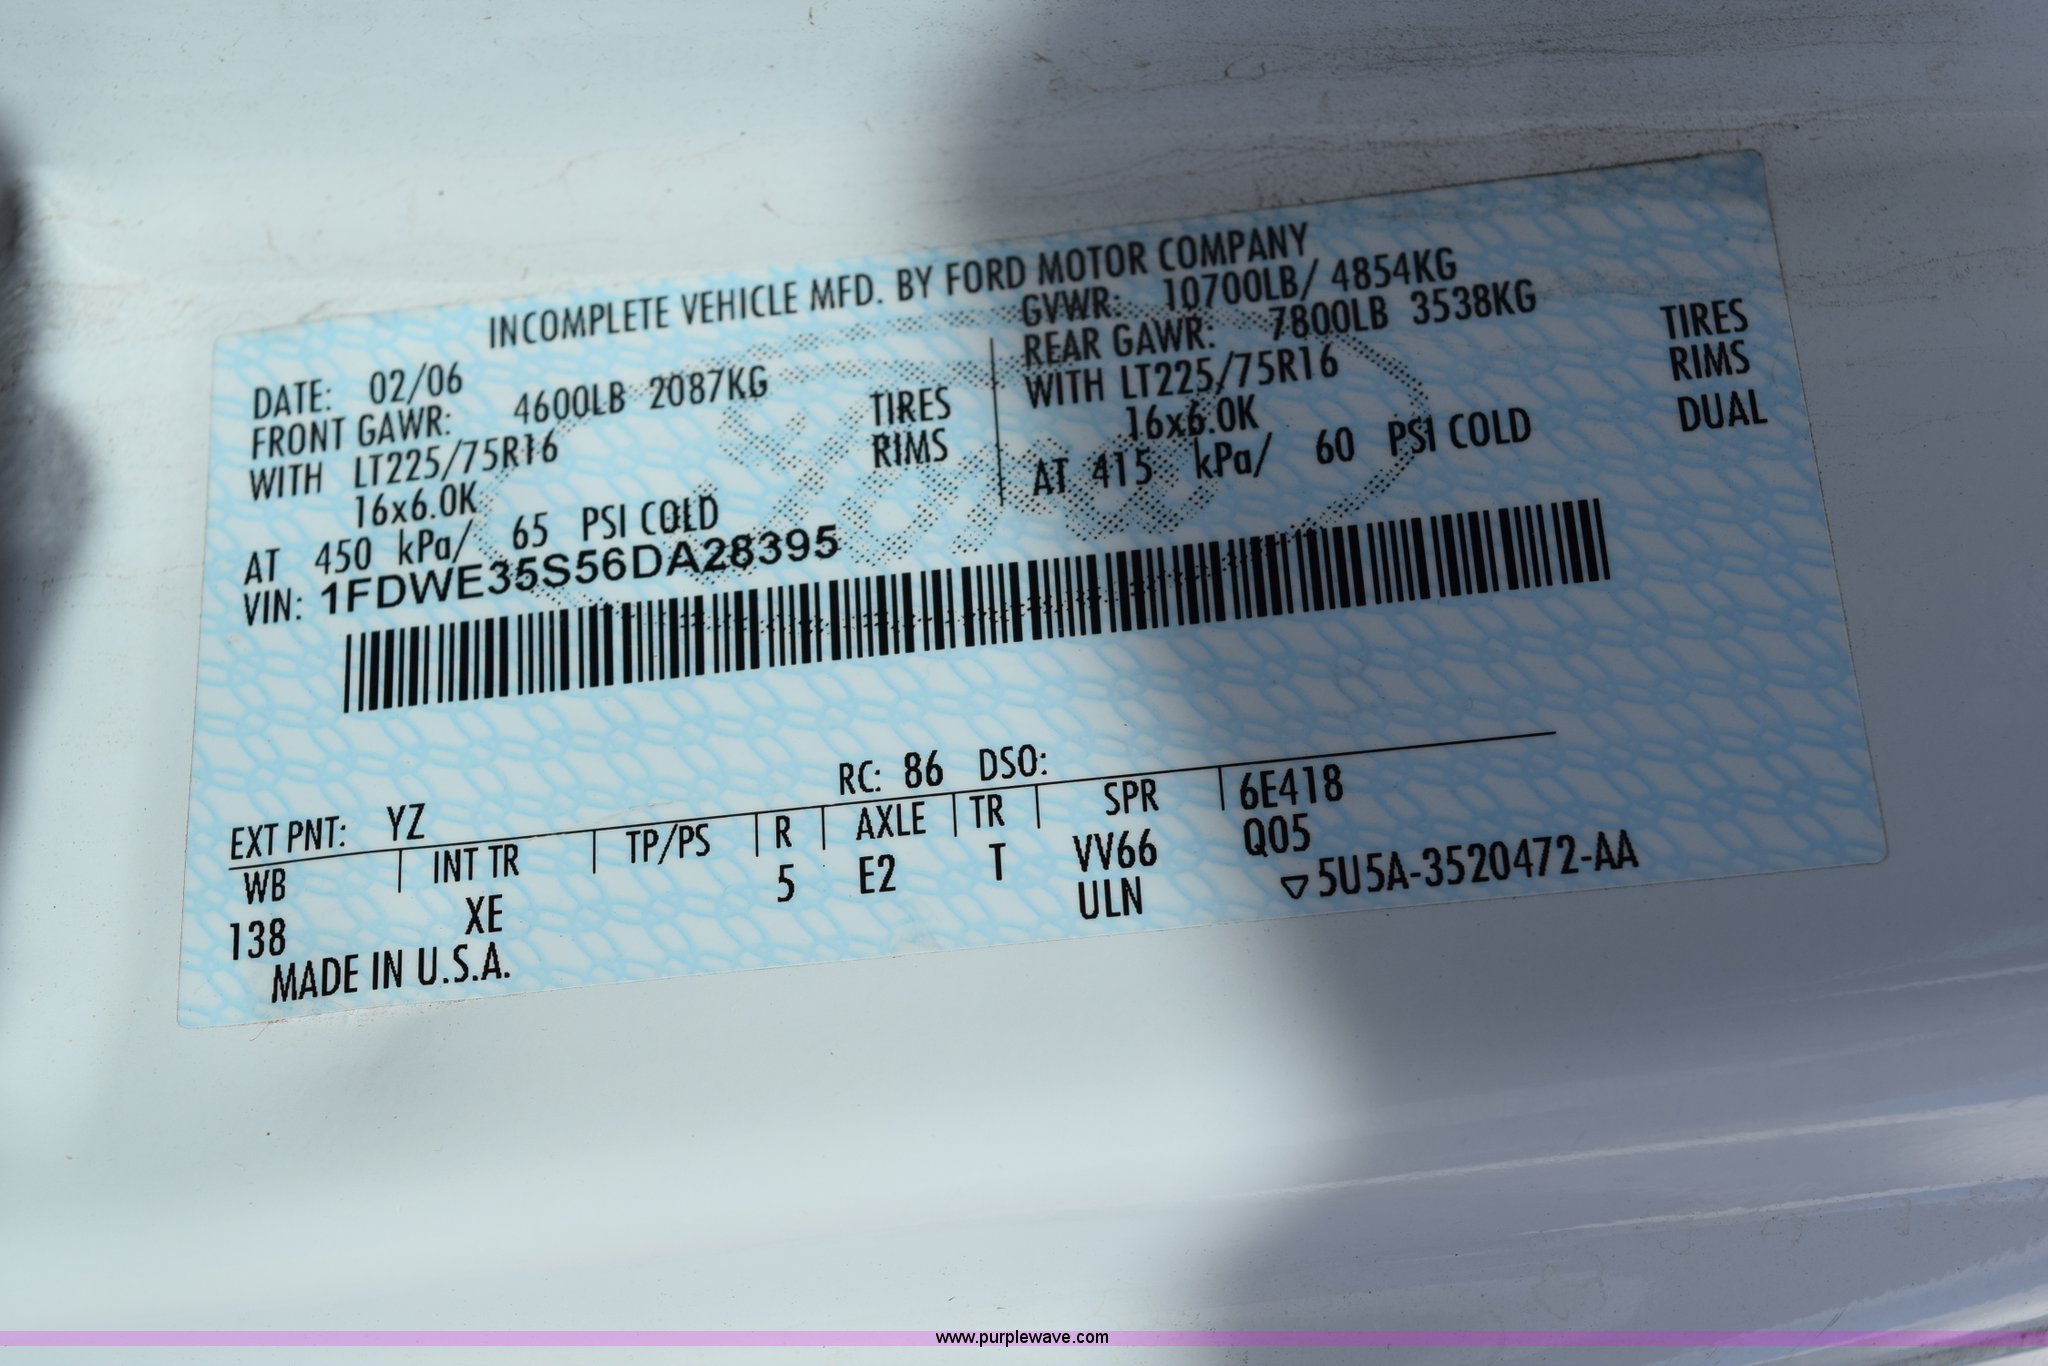 INCOMPLETE VEHICLE MFD. BY FORD MOTOR COMPANY
DATE: 02/06
FRONT GAWR: 4600LB 2087KG
WITH LT225/75R16 TIRES
16x6.0K RIMS
AT 450 kPa/ 65 PSI COLD
GVWR: 10700LB/ 4854KG
REAR GAWR: 7800LB 3538KG
WITH LT225/75R16 TIRES
16x6.0K RIMS
AT 415 kPa/ 60 PSI COLD DUAL
VIN: 1FDWE35S56DA28395
EXT PNT: YZ RC: 86 DSO:
WB INT TR TP/PS R AXLE TR SPR 6E418
138 XE 5 E2 T VV66 Q05
ULN ▽5U5A-3520472-AA
MADE IN U.S.A.
www.purplewave.com